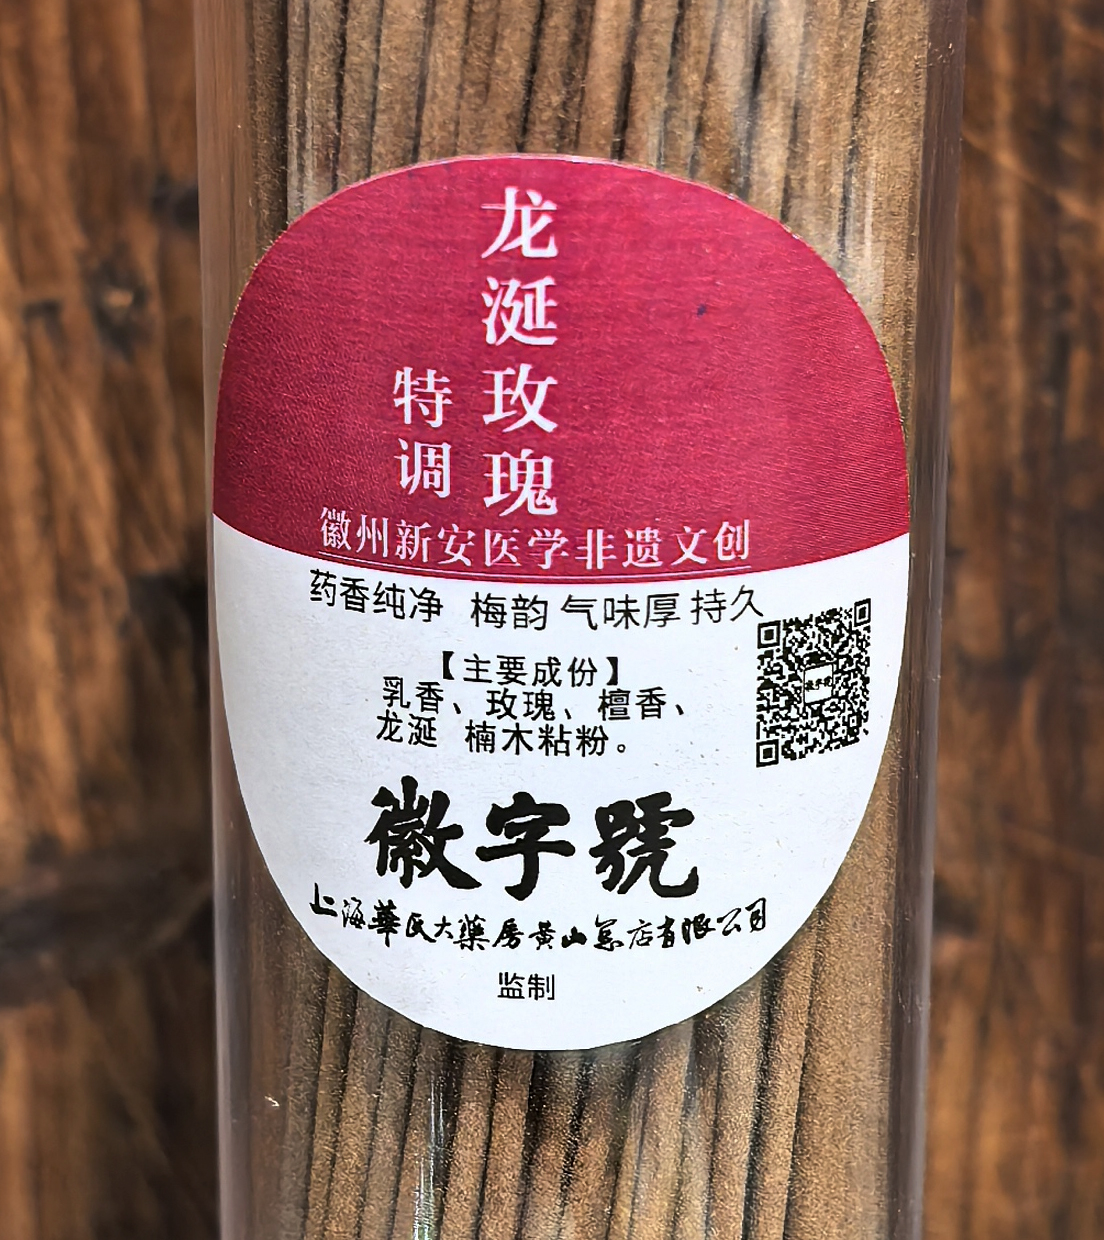 龙涎玫瑰
特调
徽州新安医学非遗文创
药香纯净 梅韵 气味厚 持久
【主要成份】
乳香、玫瑰、檀香、
龙涎 楠木粘粉。
徽字號
上海華氏大藥房黄山总店有限公司
监制